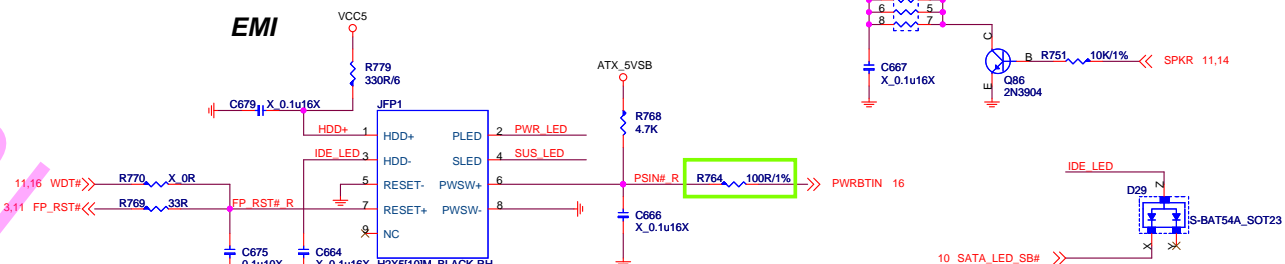 EMI
VCC5
R779
330R/6
C679 X_0.1u16X
JFP1
HDD+ 1 HDD+ PLED 2 PWR_LED
IDE_LED 3 HDD- SLED 4 SUS_LED
5 RESET- PWSW+ 6
7 RESET+ PWSW- 8
9 NC
11,16 WDT# R770 X_0R
3,11 FP_RST# R769 33R FP_RST#_R
C675
C664
ATX_5VSB
R768
4.7K
PSIN#_R R764 100R/1% PWRBTIN 16
C666
X_0.1u16X
6 5
8 7
C667
X_0.1u16X
C
B
E
Q86
2N3904
R751 10K/1% SPKR 11,14
IDE_LED
Z
D29
S-BAT54A_SOT23
X
Y
10 SATA_LED_SB#